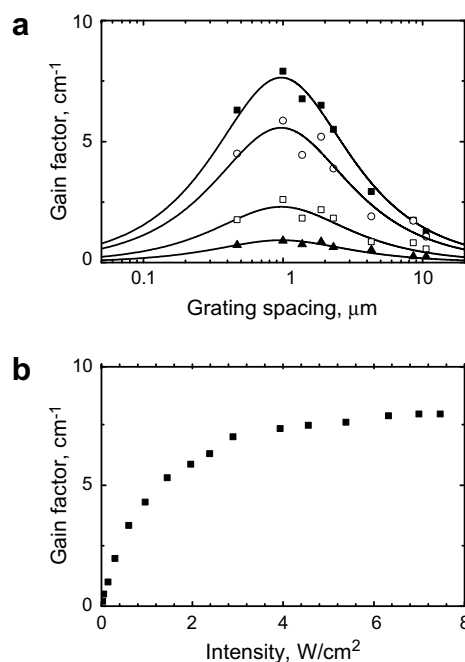 a
10
5
0
Gain factor, cm-1
0.1
1
10
Grating spacing, μm
b
10
5
0
Gain factor, cm-1
0
2
4
6
8
Intensity, W/cm2